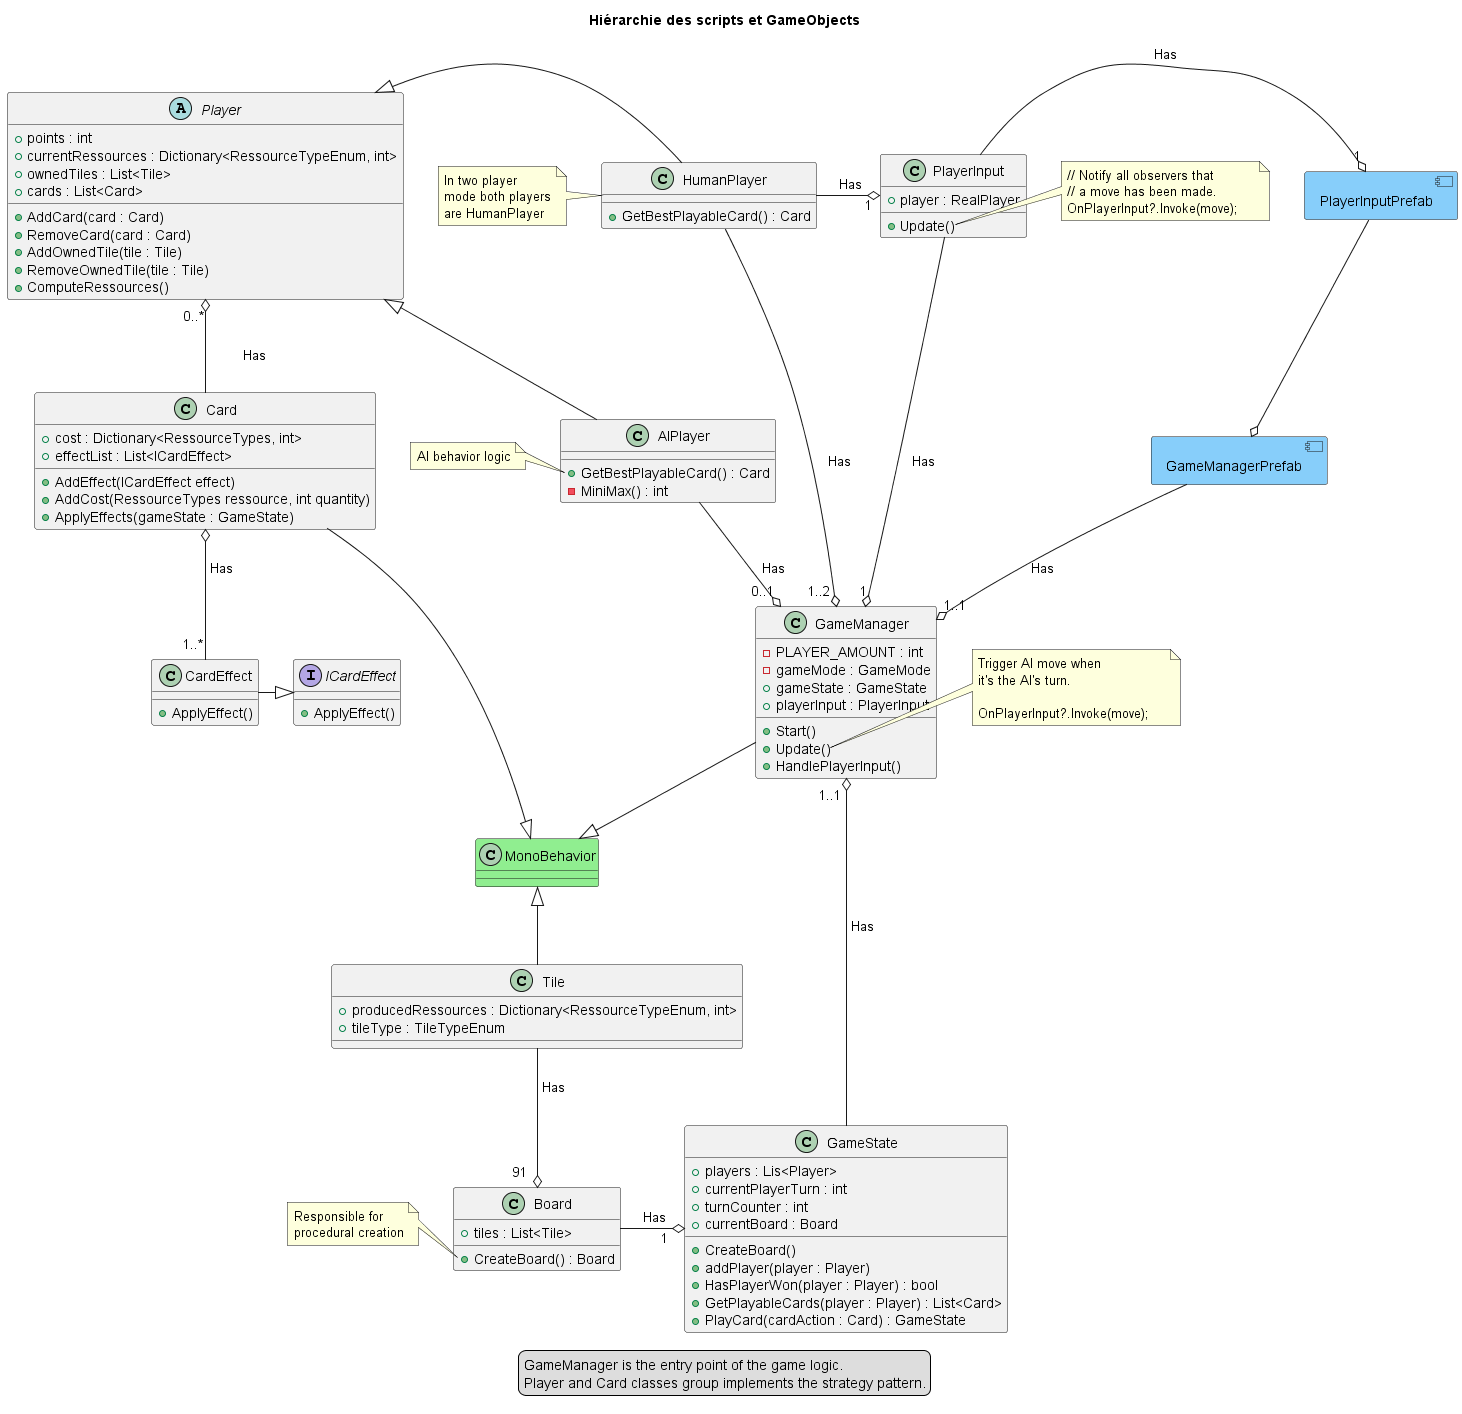 Hiérarchie des scripts et GameObjects
Player
points : int
currentRessources : Dictionary<RessourceTypeEnum, int>
ownedTiles : List<Tile>
cards : List<Card>
AddCard(card : Card)
RemoveCard(card : Card)
AddOwnedTile(tile : Tile)
RemoveOwnedTile(tile : Tile)
ComputeRessources()
In two player
mode both players
are HumanPlayer
HumanPlayer
GetBestPlayableCard() : Card
Has
1
PlayerInput
player : RealPlayer
Update()
// Notify all observers that
// a move has been made.
OnPlayerInput?.Invoke(move);
Has
1
PlayerInputPrefab
0..*
Has
Card
cost : Dictionary<RessourceTypes, int>
effectList : List<ICardEffect>
AddEffect(ICardEffect effect)
AddCost(RessourceTypes ressource, int quantity)
ApplyEffects(gameState : GameState)
AI behavior logic
AIPlayer
GetBestPlayableCard() : Card
MiniMax() : int
Has
Has
GameManagerPrefab
Has
1..*
Has
0..1
1..2
1
Has
1..1
CardEffect
ApplyEffect()
ICardEffect
ApplyEffect()
GameManager
PLAYER_AMOUNT : int
gameMode : GameMode
gameState : GameState
playerInput : PlayerInput
Start()
Update()
HandlePlayerInput()
Trigger AI move when
it's the AI's turn.
OnPlayerInput?.Invoke(move);
1..1
Has
MonoBehavior
Tile
producedRessources : Dictionary<RessourceTypeEnum, int>
tileType : TileTypeEnum
Has
91
Responsible for
procedural creation
Board
tiles : List<Tile>
CreateBoard() : Board
Has
1
GameState
players : Lis<Player>
currentPlayerTurn : int
turnCounter : int
currentBoard : Board
CreateBoard()
addPlayer(player : Player)
HasPlayerWon(player : Player) : bool
GetPlayableCards(player : Player) : List<Card>
PlayCard(cardAction : Card) : GameState
GameManager is the entry point of the game logic.
Player and Card classes group implements the strategy pattern.